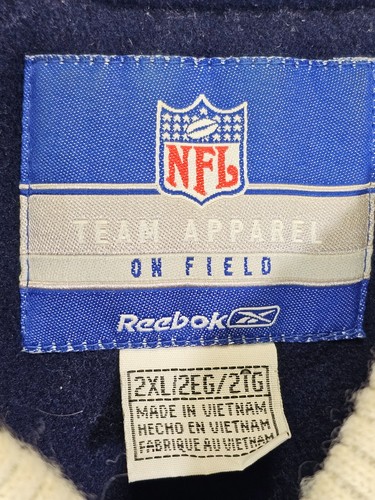 NFL
TEAM APPAREL
ON FIELD
Reebok
2XL/2EG/2TG
MADE IN VIETNAM
HECHO EN VIETNAM
FABRIQUE AU VIETNAM